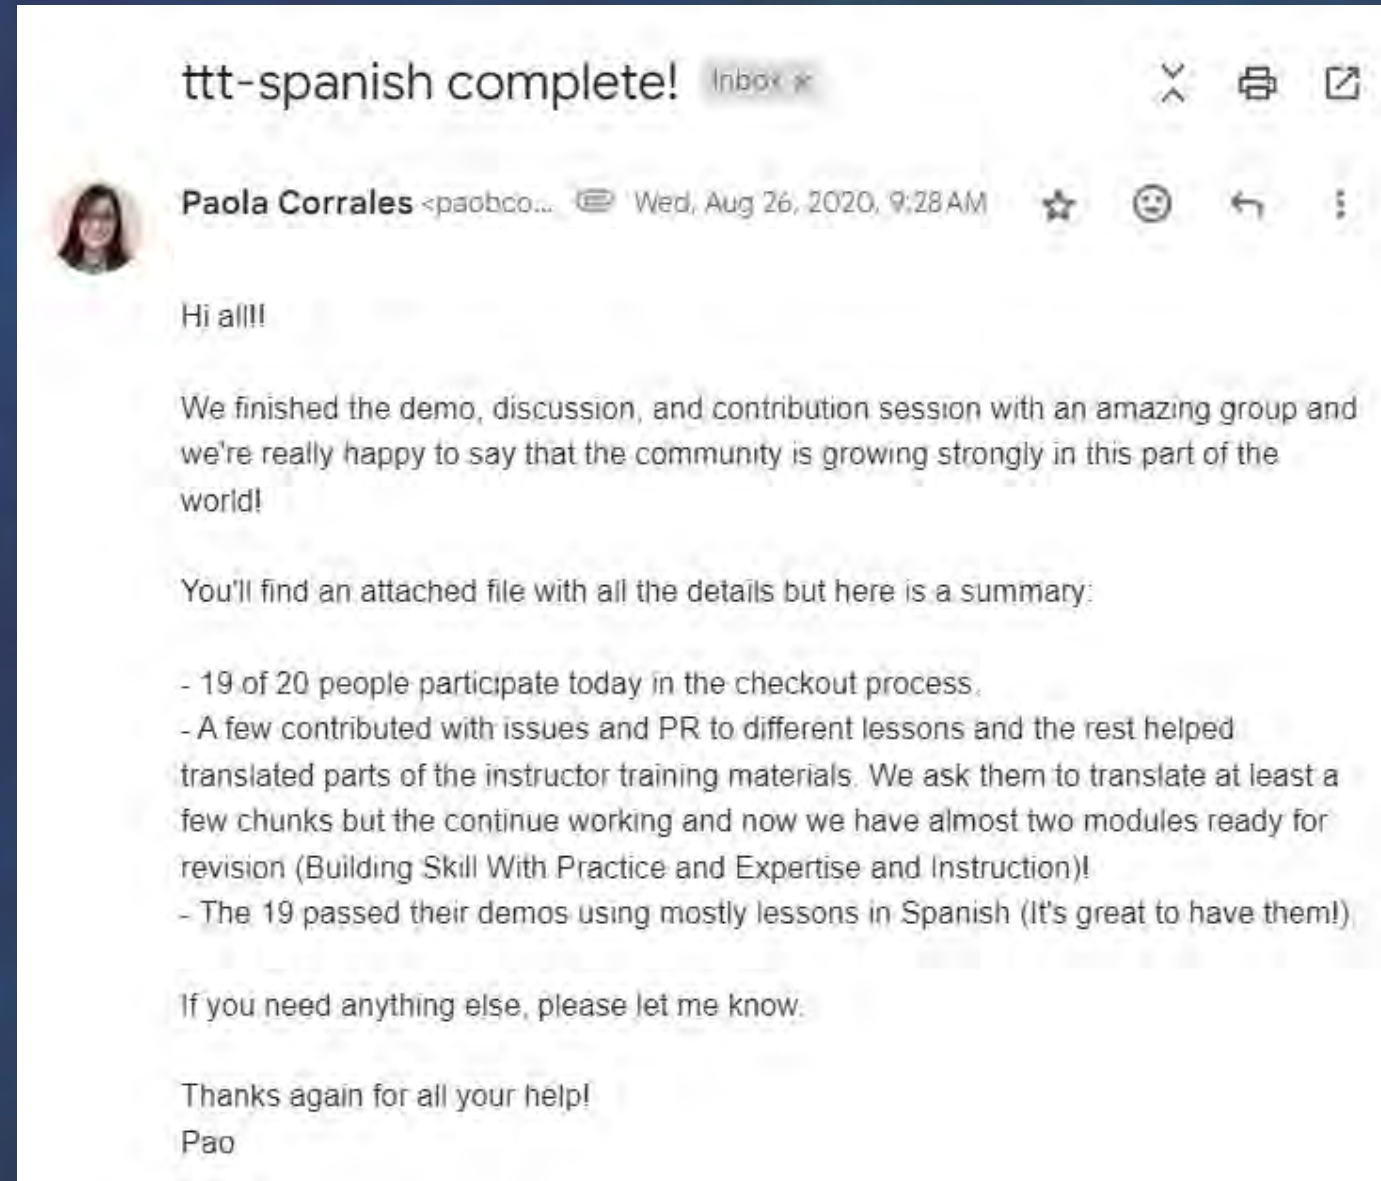 ttt-spanish complete! Inbox ×
Paola Corrales <paobco... Wed, Aug 26, 2020, 9:28 AM
Hi all!!
We finished the demo, discussion, and contribution session with an amazing group and
we're really happy to say that the community is growing strongly in this part of the
world!
You'll find an attached file with all the details but here is a summary:
- 19 of 20 people participate today in the checkout process.
- A few contributed with issues and PR to different lessons and the rest helped
translated parts of the instructor training materials. We ask them to translate at least a
few chunks but the continue working and now we have almost two modules ready for
revision (Building Skill With Practice and Expertise and Instruction)!
- The 19 passed their demos using mostly lessons in Spanish (It's great to have them!).
If you need anything else, please let me know.
Thanks again for all your help!
Pao